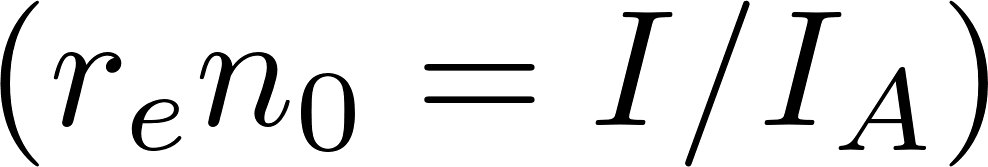 (r_e n_0 = I/I_A)